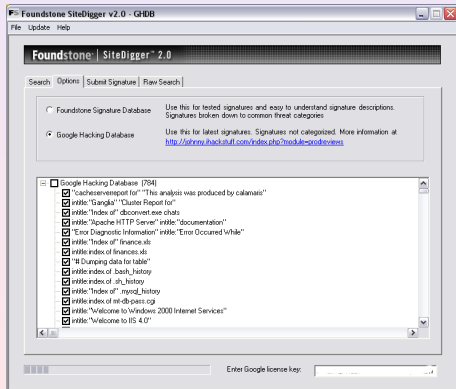 FS Foundstone SiteDigger v2.0 - GHDB
File Update Help
Foundstone | SiteDigger™ 2.0
Search Options Submit Signature Raw Search
Foundstone Signature Database
Use this for tested signatures and easy to understand signature descriptions.
Signatures broken down to common threat categories
Google Hacking Database
Use this for latest signatures. Signatures not categorized. More information at
http://johnny.ihackstuff.com/index.php?module=prodreviews
Google Hacking Database (784)
"cacheserverreport for" "This analysis was produced by calamaris"
intitle:"Ganglia" "Cluster Report for"
intitle:"Index of" dbconvert.exe chats
intitle:"Apache HTTP Server" intitle:"documentation"
"Error Diagnostic Information" intitle:"Error Occurred While"
intitle:"Index of" finance.xls
intitle:index.of finances.xls
"# Dumping data for table"
intitle:index.of .bash_history
intitle:index.of .sh_history
intitle:"Index of" .mysql_history
intitle:index.of mt-db-pass.cgi
intitle:"Welcome to Windows 2000 Internet Services"
intitle:"Welcome to IIS 4.0"
Enter Google license key: